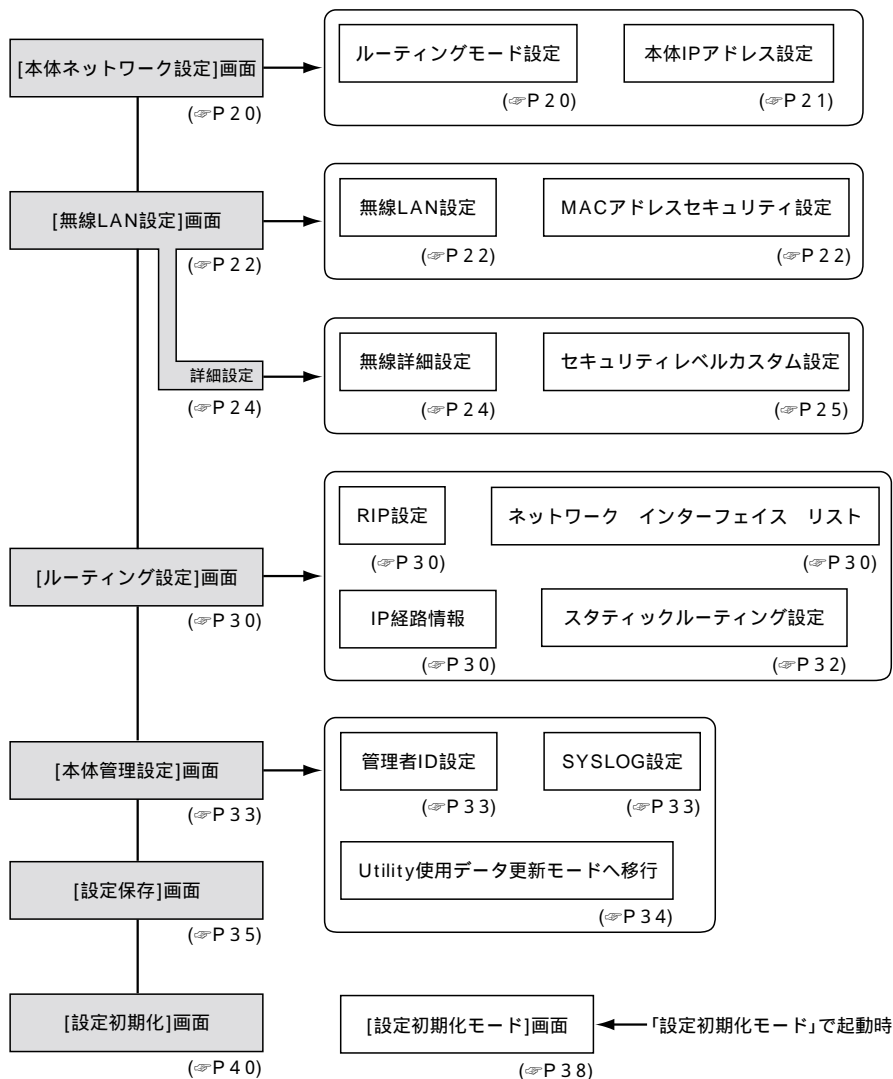 [本体ネットワーク設定]画面
(☞P20)
ルーティングモード設定
(☞P20)
本体IPアドレス設定
(☞P21)
[無線LAN設定]画面
(☞P22)
無線LAN設定
(☞P22)
MACアドレスセキュリティ設定
(☞P22)
詳細設定
(☞P24)
無線詳細設定
(☞P24)
セキュリティレベルカスタム設定
(☞P25)
[ルーティング設定]画面
(☞P30)
RIP設定
(☞P30)
ネットワーク　インターフェイス　リスト
(☞P30)
IP経路情報
(☞P30)
スタティックルーティング設定
(☞P32)
[本体管理設定]画面
(☞P33)
管理者ID設定
(☞P33)
SYSLOG設定
(☞P33)
Utility使用データ更新モードへ移行
(☞P34)
[設定保存]画面
(☞P35)
[設定初期化]画面
(☞P40)
[設定初期化モード]画面
(☞P38)
「設定初期化モード」で起動時